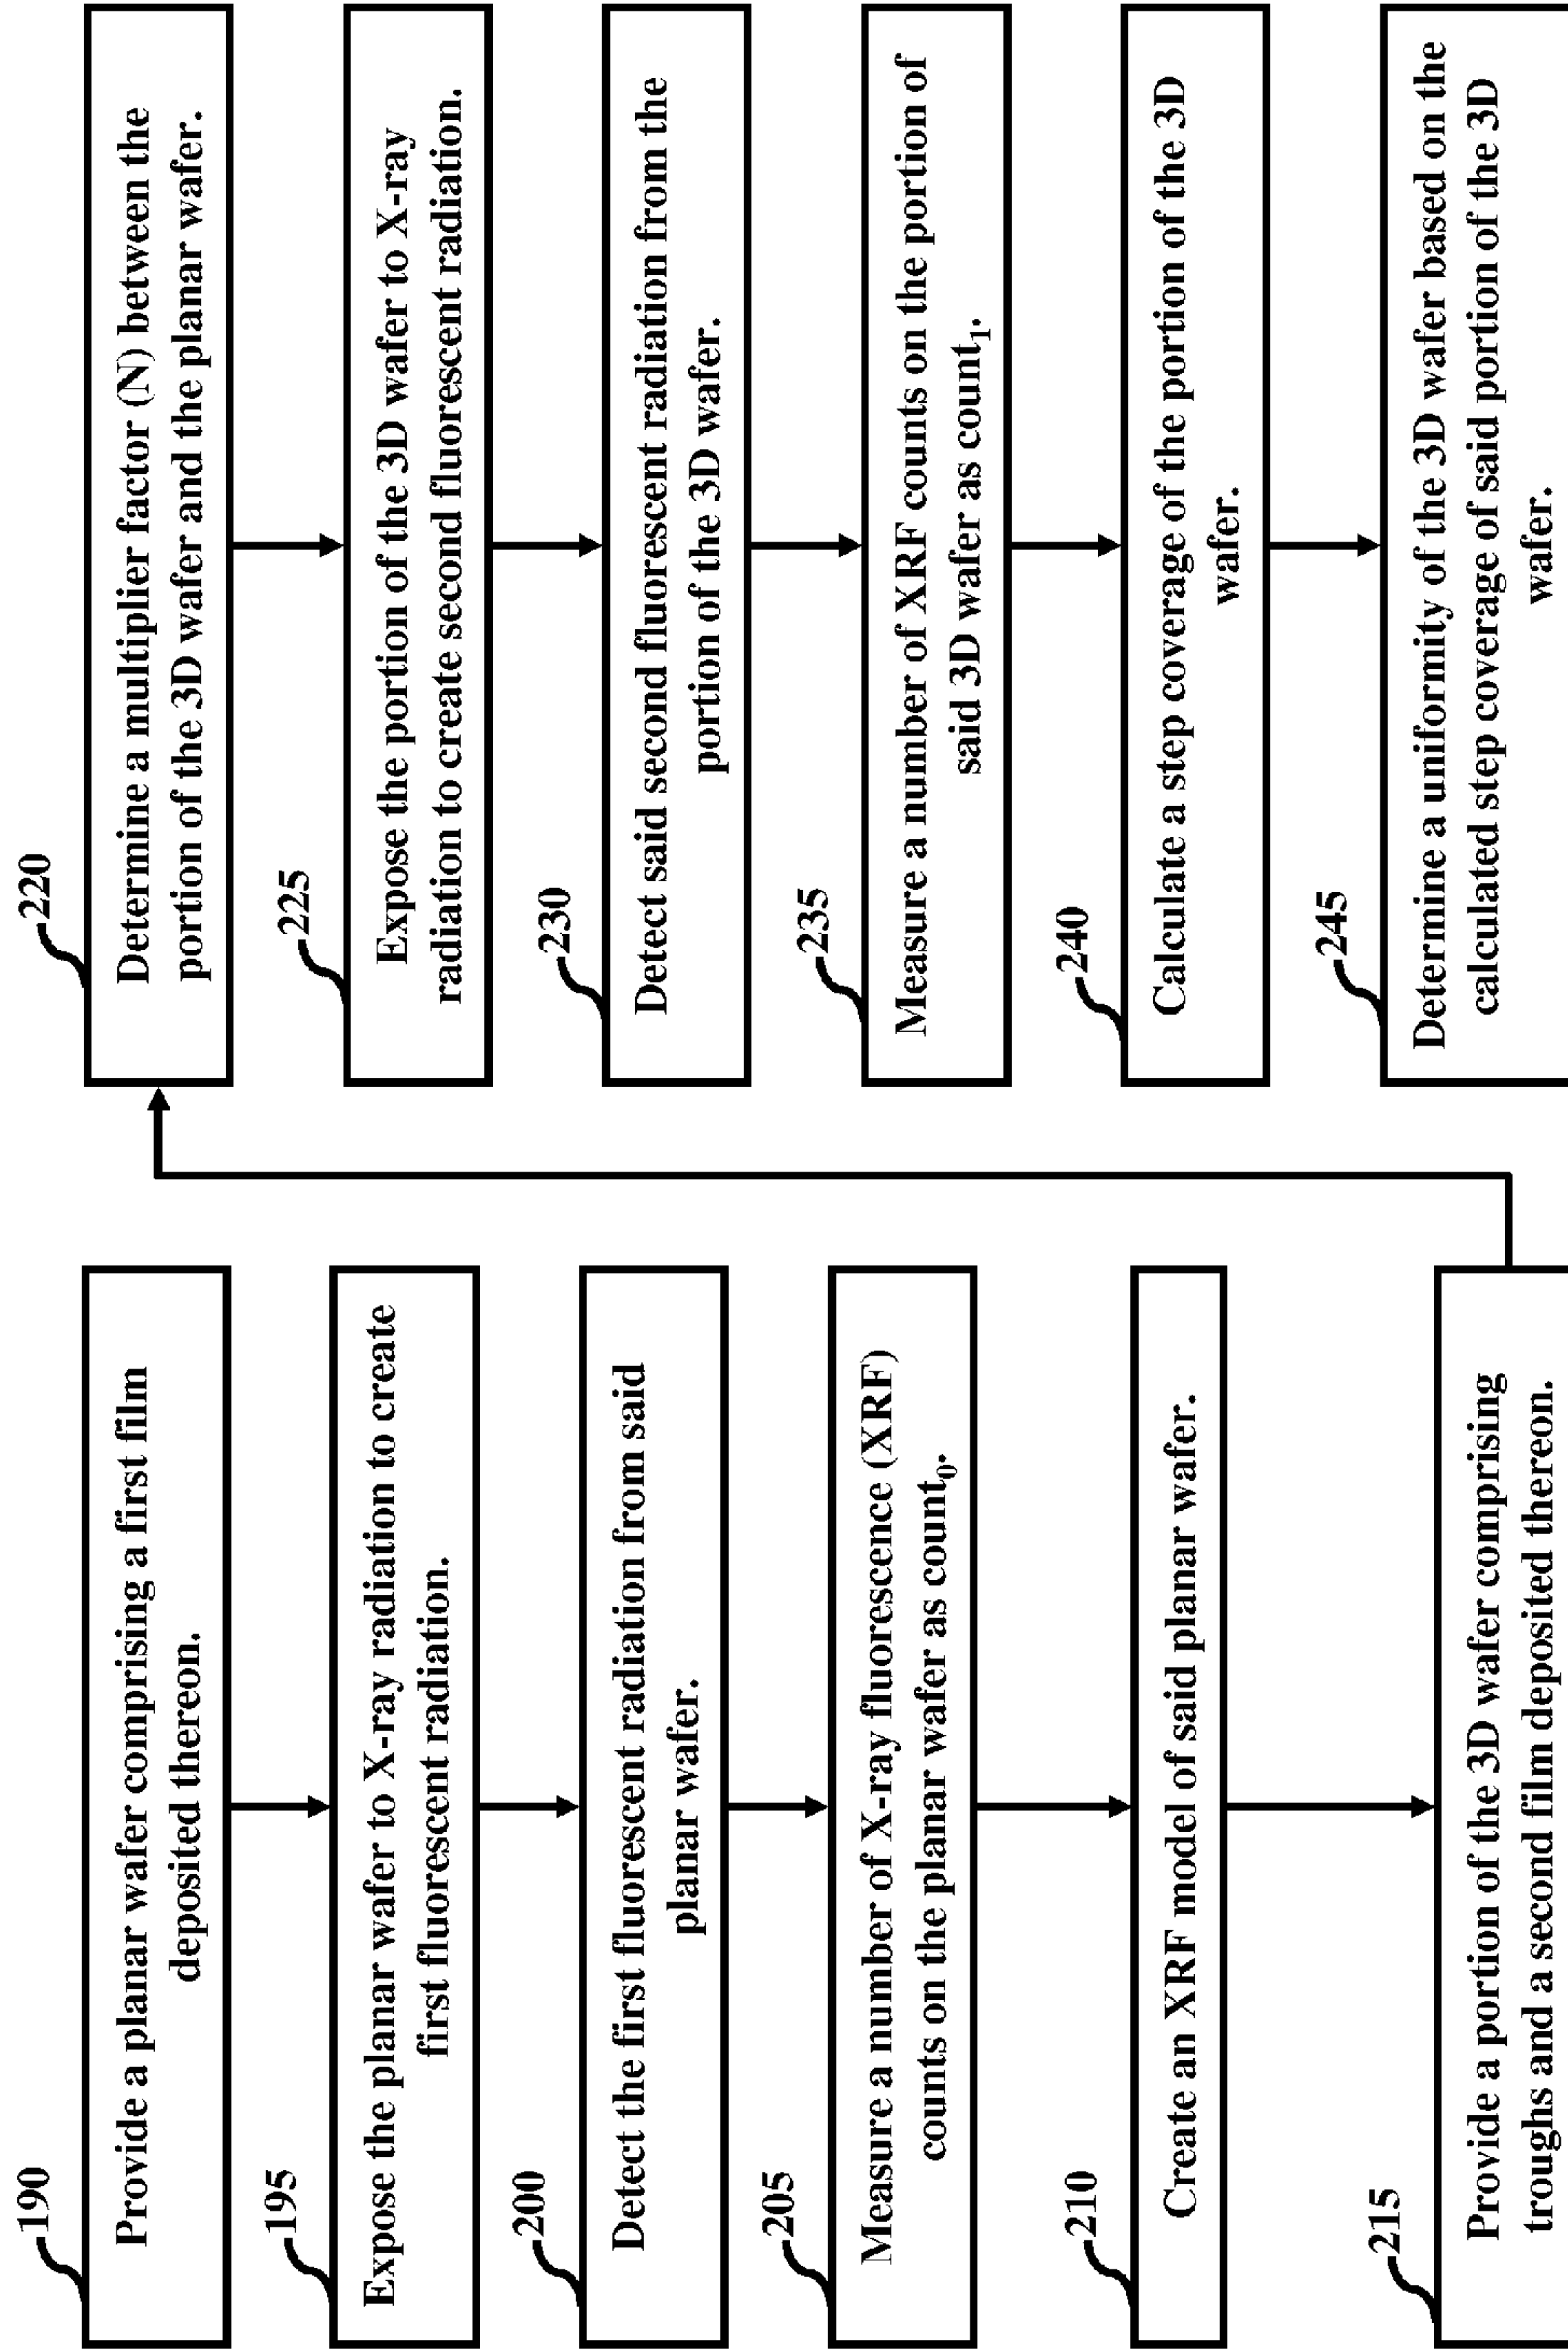 190
Provide a planar wafer comprising a first film
deposited thereon.
195
Expose the planar wafer to X-ray radiation to create
first fluorescent radiation.
200
Detect the first fluorescent radiation from said
planar wafer.
205
Measure a number of X-ray fluorescence (XRF)
counts on the planar wafer as count₀.
210
Create an XRF model of said planar wafer.
215
Provide a portion of the 3D wafer comprising
troughs and a second film deposited thereon.
220
Determine a multiplier factor (N) between the
portion of the 3D wafer and the planar wafer.
225
Expose the portion of the 3D wafer to X-ray
radiation to create second fluorescent radiation.
230
Detect said second fluorescent radiation from the
portion of the 3D wafer.
235
Measure a number of XRF counts on the portion of
said 3D wafer as count₁.
240
Calculate a step coverage of the portion of the 3D
wafer.
245
Determine a uniformity of the 3D wafer based on the
calculated step coverage of said portion of the 3D
wafer.